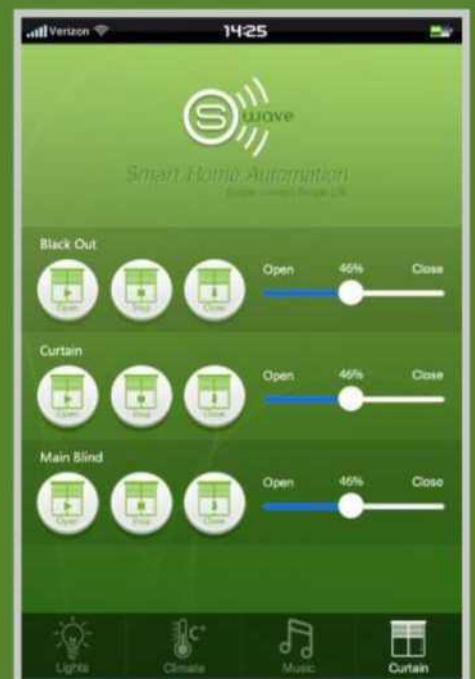 Verizon 14:25
S wave
Smart Home Automation
Black Out
Open 46% Close
Open Stop Close
Curtain
Open 46% Close
Open Stop Close
Main Blind
Open 46% Close
Open Stop Close
Lights Climate Music Curtain
C°